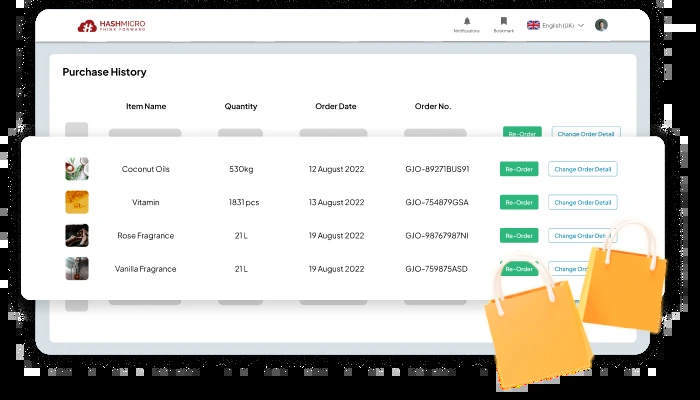 HASHMICRO
THINK FORWARD
Notifications
Bookmark
English (UK)
Purchase History
Item Name Quantity Order Date Order No.
Re-Order Change Order Detail
Coconut Oils 530kg 12 August 2022 GJO-89271BUS91 Re-Order Change Order Detail
Vitamin 1831 pcs 13 August 2022 GJO-754879GSA Re-Order Change Order Detail
Rose Fragrance 21 L 19 August 2022 GJO-98767987NI Re-Order Change Order Detail
Vanilla Fragrance 21 L 19 August 2022 GJO-759875ASD Re-Order Change